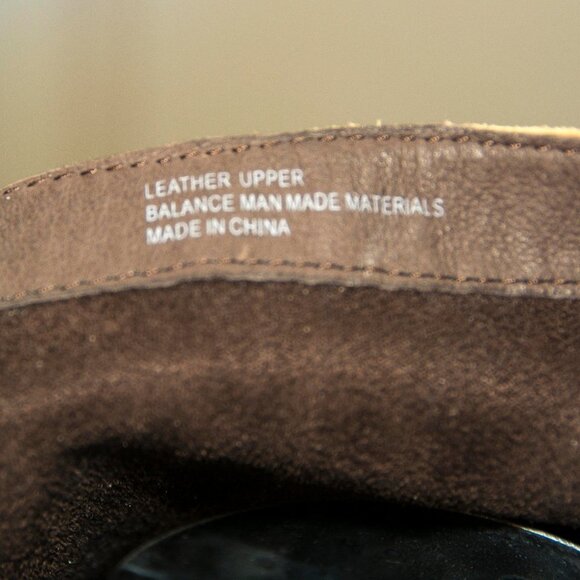 LEATHER UPPER
BALANCE MAN MADE MATERIALS
MADE IN CHINA